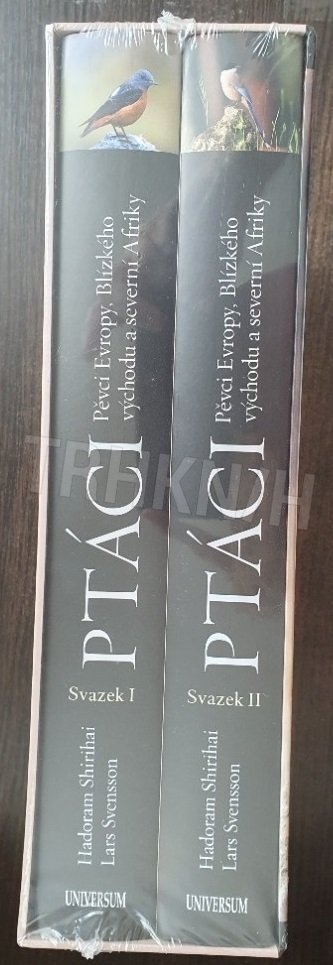 PTÁCI
Pěvci Evropy, Blízkého
východu a severní Afriky
Svazek I
Hadoram Shirihai
Lars Svensson
UNIVERSUM
PTÁCI
Pěvci Evropy, Blízkého
východu a severní Afriky
Svazek II
Hadoram Shirihai
Lars Svensson
UNIVERSUM
TRHKNIH